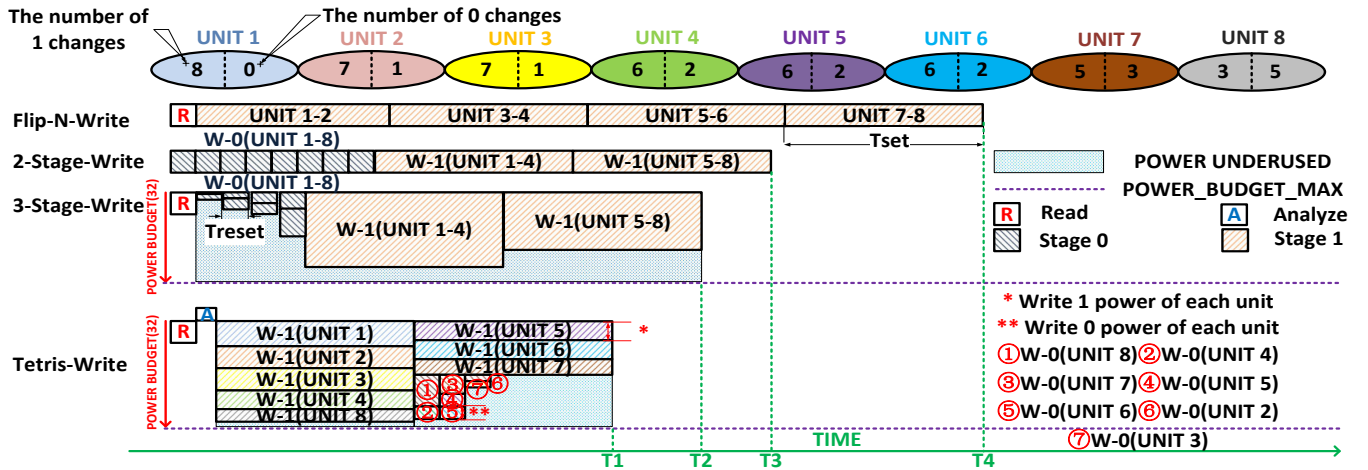 The number of
1 changes
The number of 0 changes
UNIT 1
UNIT 2
UNIT 3
UNIT 4
UNIT 5
UNIT 6
UNIT 7
UNIT 8
8 0
7 1
7 1
6 2
6 2
6 2
5 3
3 5
Flip-N-Write
R
UNIT 1-2
UNIT 3-4
UNIT 5-6
UNIT 7-8
W-0(UNIT 1-8)
Tset
2-Stage-Write
W-1(UNIT 1-4)
W-1(UNIT 5-8)
W-0(UNIT 1-8)
3-Stage-Write
POWER BUDGET(32)
R
Treset
W-1(UNIT 1-4)
W-1(UNIT 5-8)
POWER UNDERUSED
POWER_BUDGET_MAX
R Read
A Analyze
Stage 0
Stage 1
Tetris-Write
POWER BUDGET(32)
R
A
W-1(UNIT 1)
W-1(UNIT 2)
W-1(UNIT 3)
W-1(UNIT 4)
W-1(UNIT 8)
W-1(UNIT 5)
W-1(UNIT 6)
W-1(UNIT 7)
*
① ③ ⑦ ⑥
④
② ⑤ **
* Write 1 power of each unit
** Write 0 power of each unit
①W-0(UNIT 8) ②W-0(UNIT 4)
③W-0(UNIT 7) ④W-0(UNIT 5)
⑤W-0(UNIT 6) ⑥W-0(UNIT 2)
⑦W-0(UNIT 3)
TIME
T1
T2
T3
T4